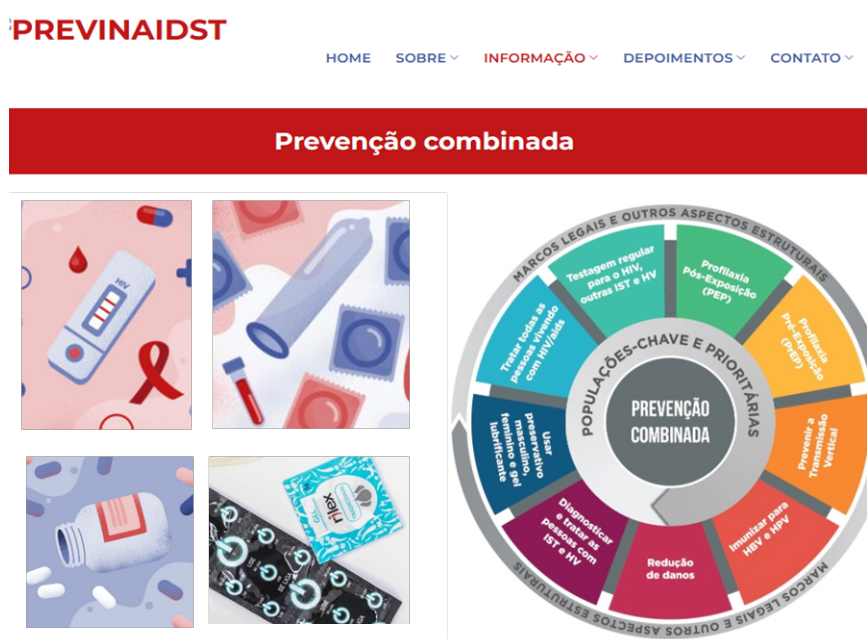 PREVINAIDST
HOME SOBRE INFORMAÇÃO DEPOIMENTOS CONTATO
Prevenção combinada
HIV
GEL
rilex
TRADICIONAL
MARCOS LEGAIS E OUTROS ASPECTOS ESTRUTURAIS
Testagem regular
para o HIV,
outras IST e HV
Profilaxia
Pós-Exposição
(PEP)
Profilaxia
Pré-Exposição
(PrEP)
Prevenir a
Transmissão
Vertical
Imunizar para
HBV e HPV
Redução
de danos
Diagnosticar
e tratar as
pessoas com
IST e HV
Usar
preservativo
masculino,
feminino e gel
lubrificante
Tratar todas as
pessoas vivendo
com HIV/aids
POPULAÇÕES-CHAVE E PRIORITÁRIAS
PREVENÇÃO
COMBINADA
MARCOS LEGAIS E OUTROS ASPECTOS ESTRUTURAIS